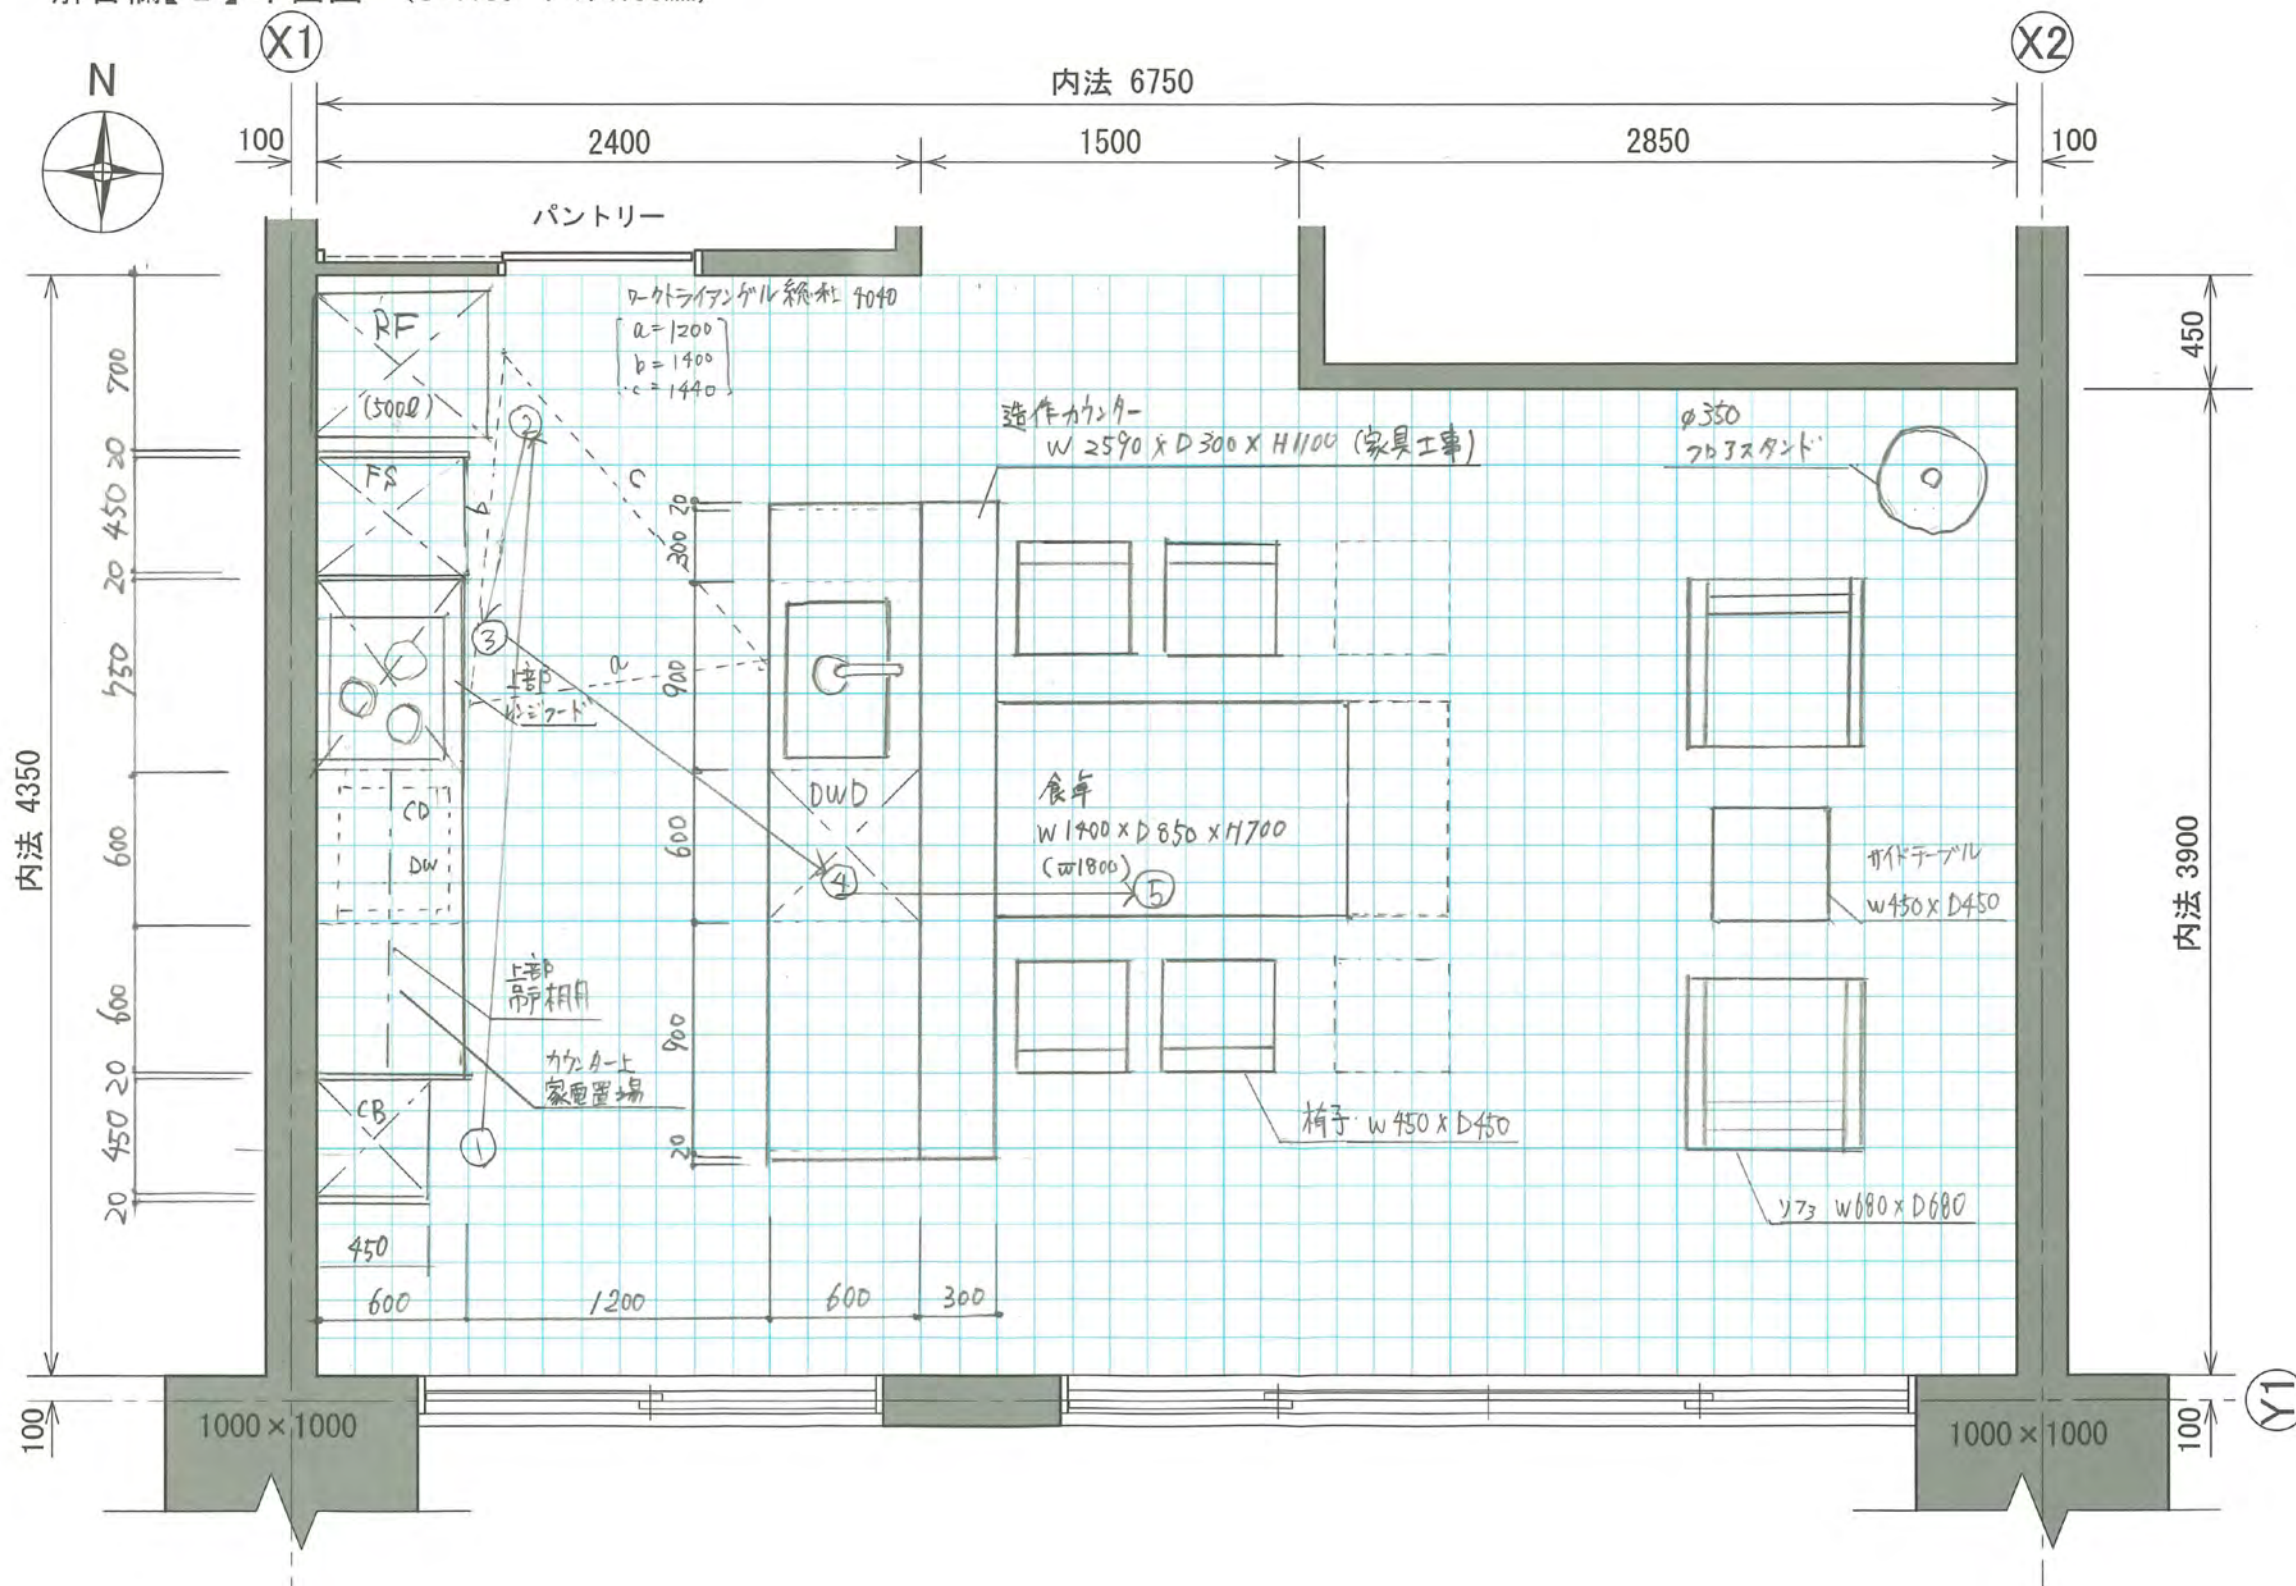 X1
X2
N
内法 6750
100
2400
1500
2850
100
パントリー
ワークトライアングル総和 4040
a=1200
b=1400
c=1440
RF
(500ℓ)
②
FS
b
c
造作カウンター
W 2590 × D 300 × H1100 (家具工事)
φ350
フロアスタンド
450
700
20
450
20
750
600
600
20
450
20
内法 4350
20
300
900
600
900
20
③
a
上部
レンジフード
CD
DW
DWD
④
食卓
W1400×D850×H700
(W1800)
⑤
サイドテーブル
W450×D450
内法 3900
上部
吊戸棚
カウンター上
家電置場
CB
①
椅子 W450×D450
ソファ W680×D680
450
600
1200
600
300
100
1000×1000
1000×1000
100
Y1